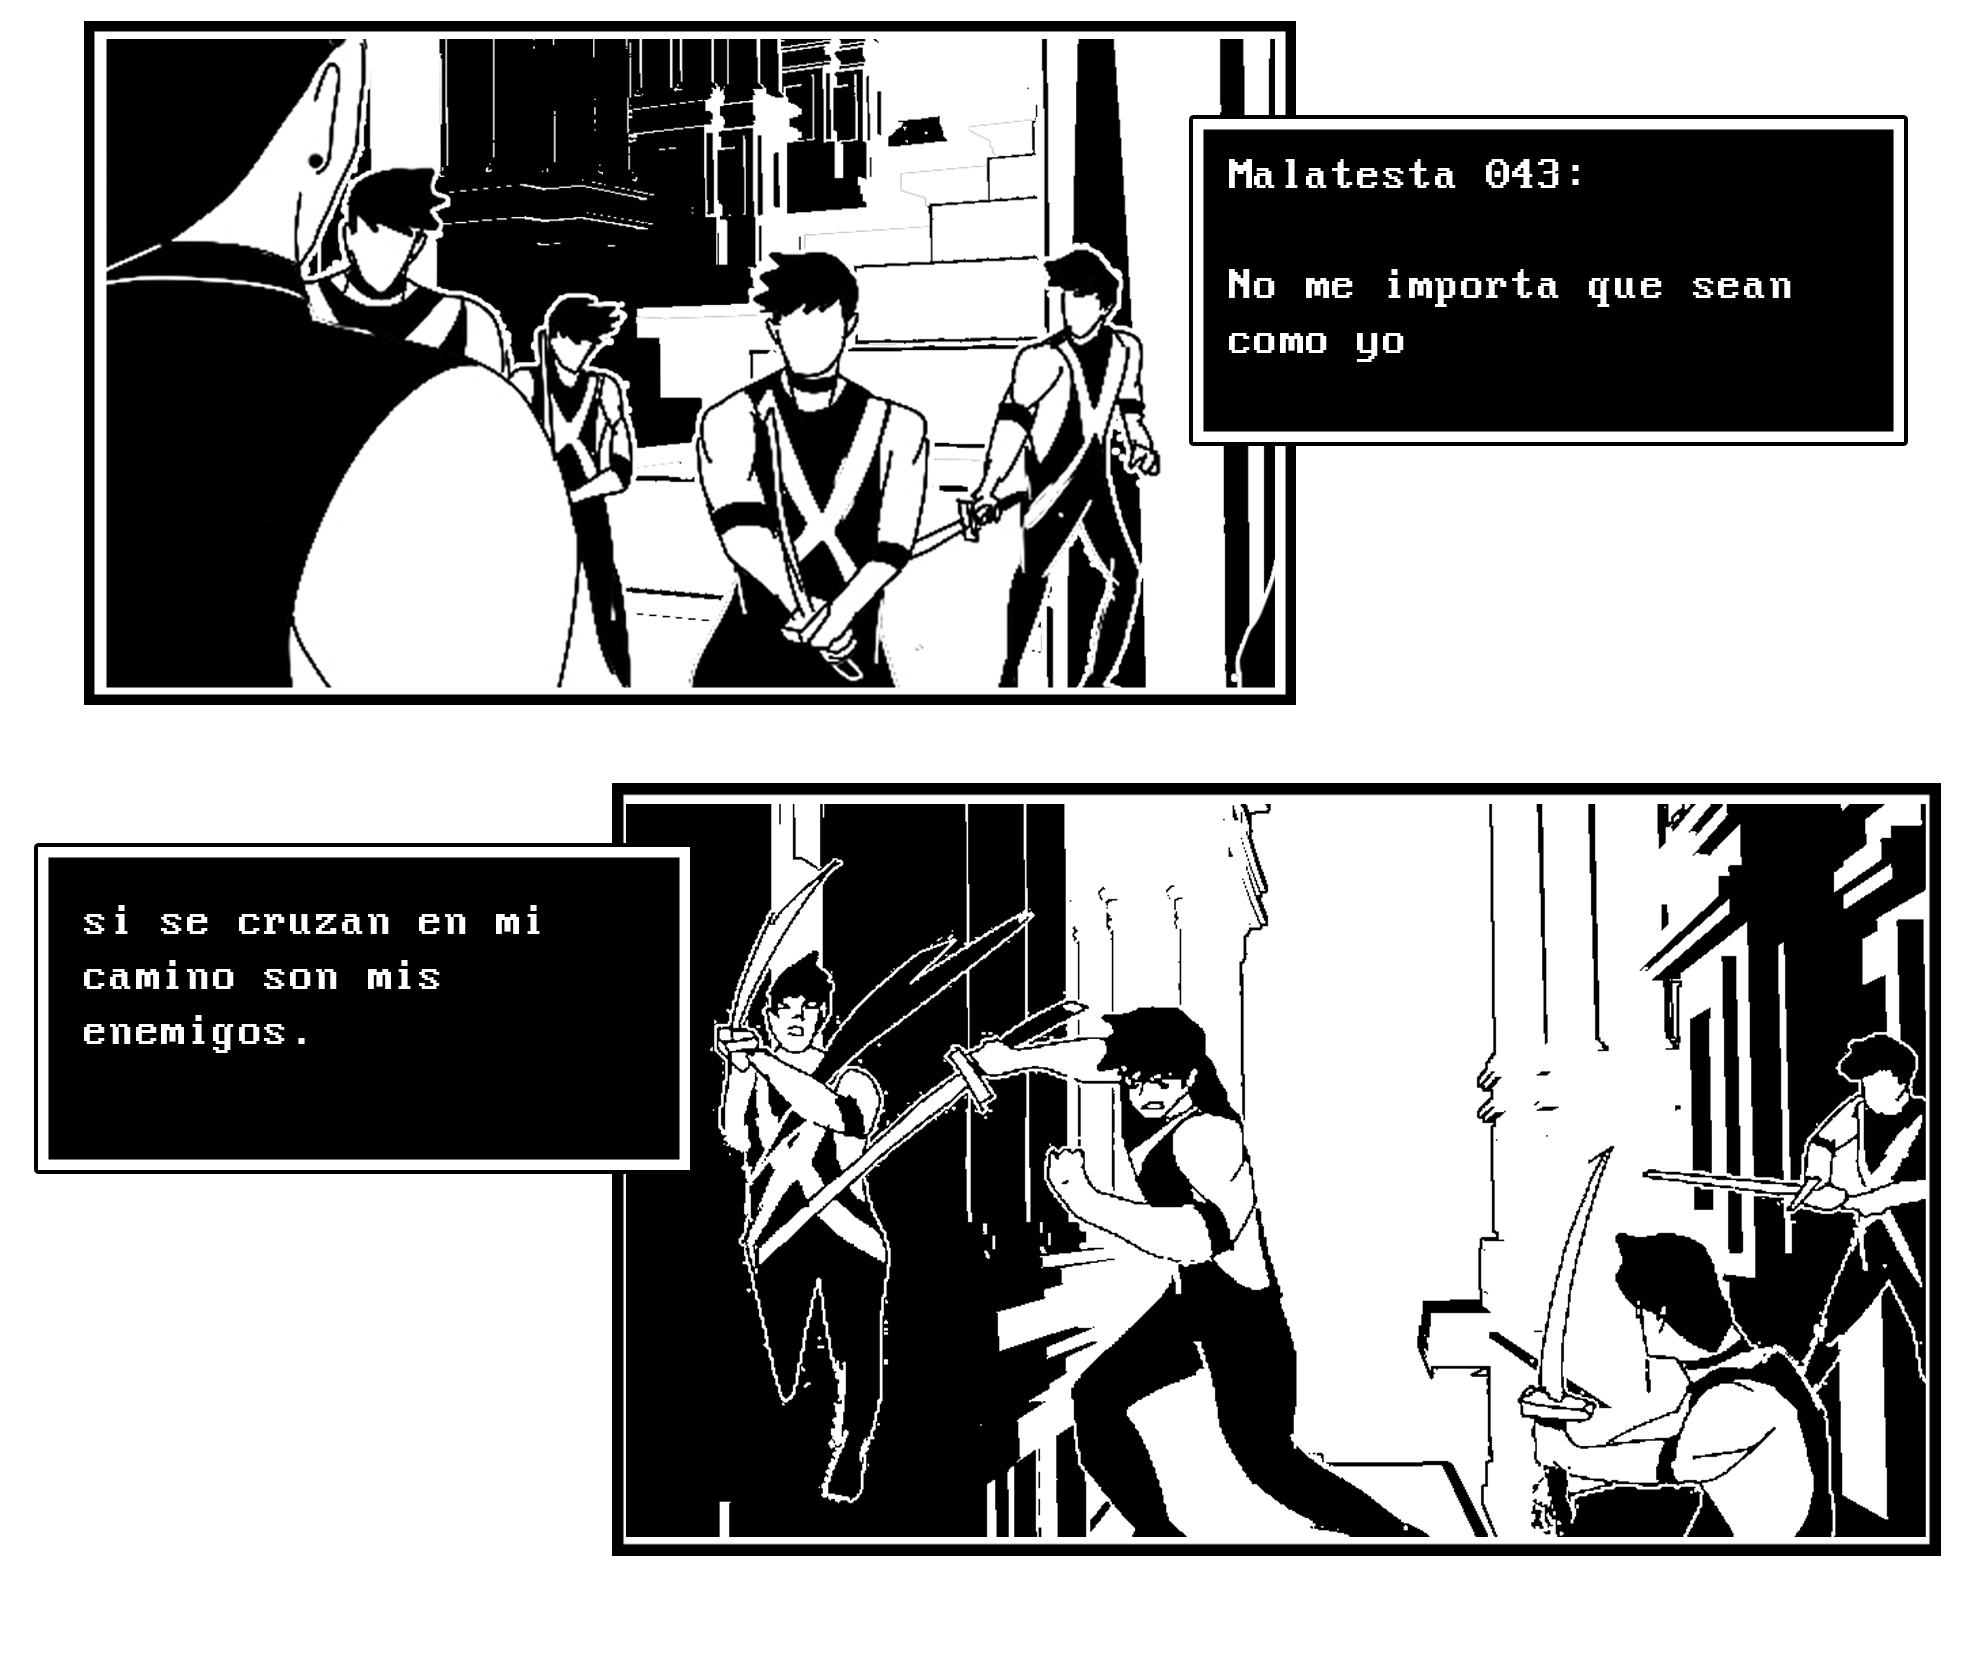 Malatesta 043:
No me importa que sean
como yo
si se cruzan en mi
camino son mis
enemigos.